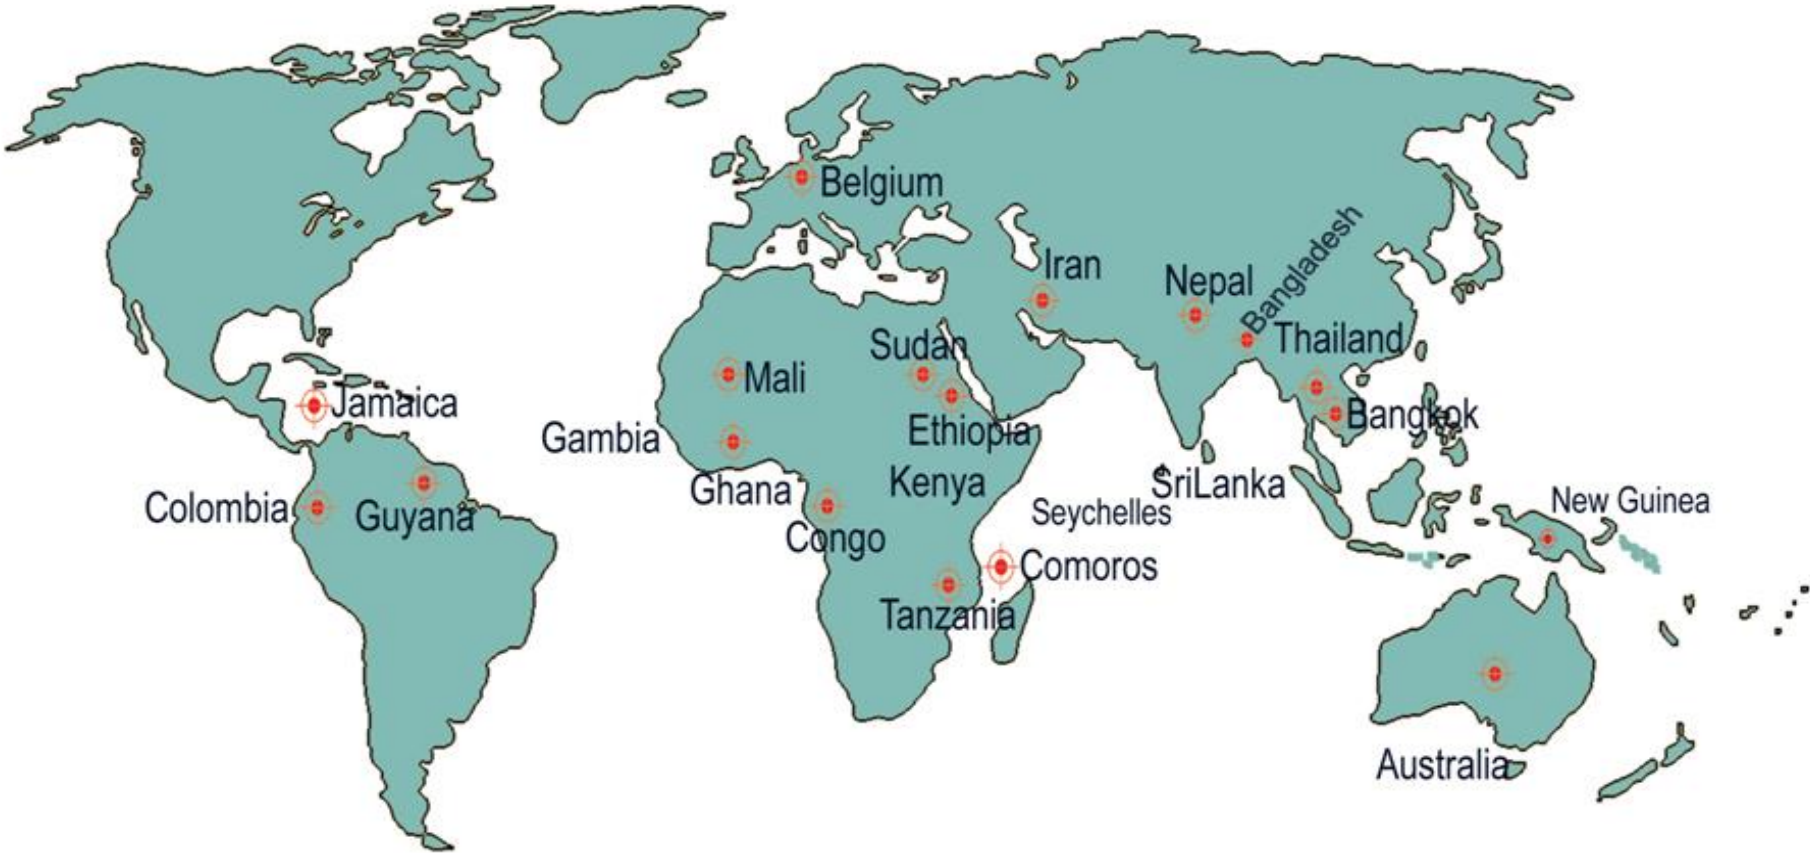 Belgium
Bangladesh
Iran
Nepal
Thailand
Sudan
Mali
Jamaica
Bangkok
Gambia
Ethiopia
Ghana
Kenya
SriLanka
Colombia
Guyana
Seychelles
New Guinea
Congo
Comoros
Tanzania
Australia